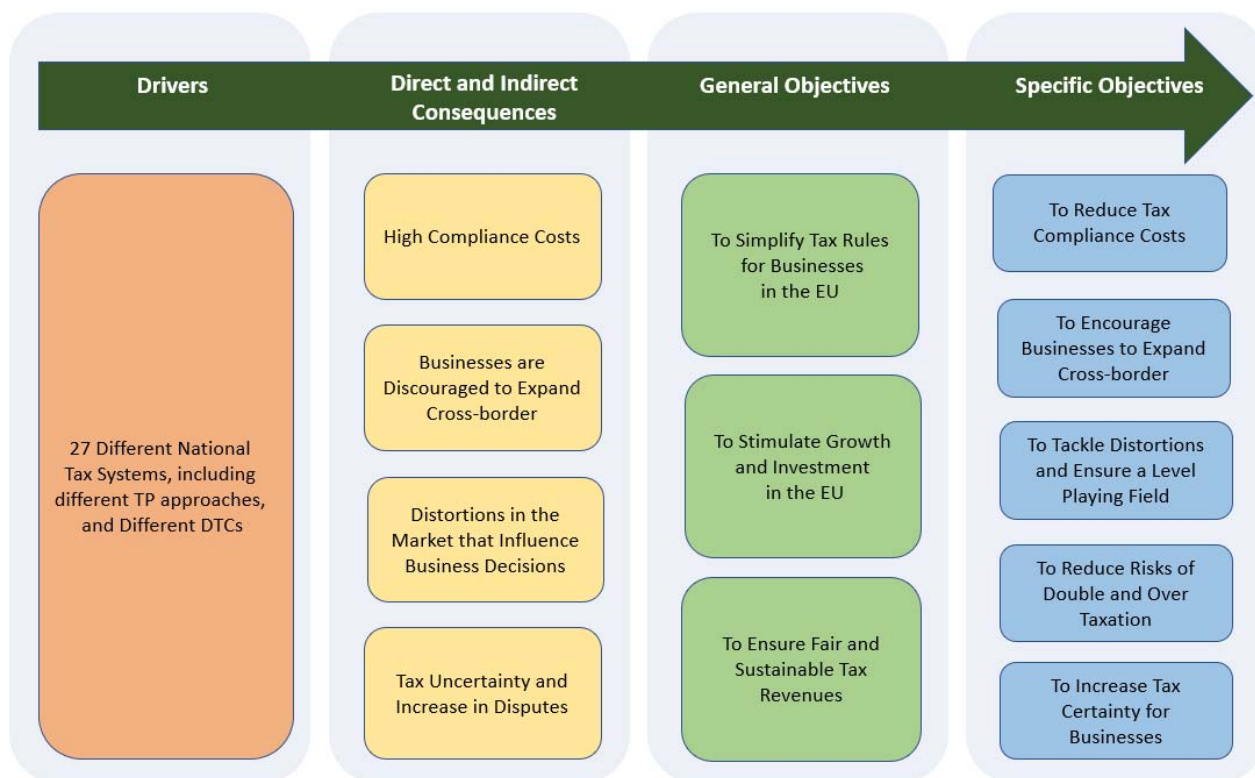 Drivers
Direct and Indirect
Consequences
General Objectives
Specific Objectives
27 Different National
Tax Systems, including
different TP approaches,
and Different DTCs
High Compliance Costs
Businesses are
Discouraged to Expand
Cross-border
Distortions in the
Market that Influence
Business Decisions
Tax Uncertainty and
Increase in Disputes
To Simplify Tax Rules
for Businesses
in the EU
To Stimulate Growth
and Investment
in the EU
To Ensure Fair and
Sustainable Tax
Revenues
To Reduce Tax
Compliance Costs
To Encourage
Businesses to Expand
Cross-border
To Tackle Distortions
and Ensure a Level
Playing Field
To Reduce Risks of
Double and Over
Taxation
To Increase Tax
Certainty for
Businesses